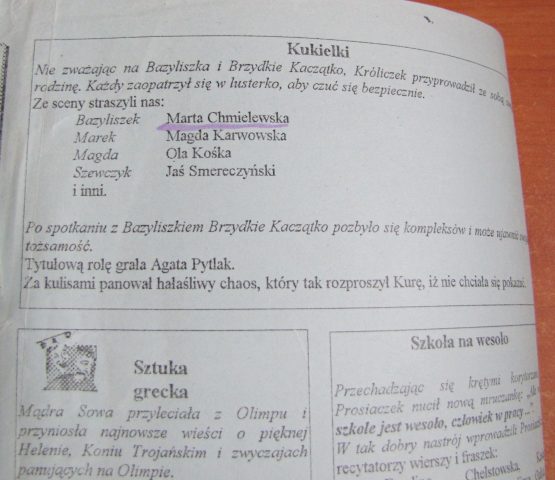 Kukiełki
Nie zważając na Bazyliszka i Brzydkie Kaczątko, Króliczek przyprowadził ze sobą
rodzinę. Każdy zaopatrzył się w lusterko, aby czuć się bezpiecznie.
Ze sceny straszyli nas:
Bazyliszek Marta Chmielewska
Marek Magda Karwowska
Magda Ola Kośka
Szewczyk Jaś Smereczyński
i inni.
Po spotkaniu z Bazyliszkiem Brzydkie Kaczątko pozbyło się kompleksów i może ujawnić
tożsamość.
Tytułową rolę grała Agata Pytlak.
Za kulisami panował hałaśliwy chaos, który tak rozproszył Kurę, iż nie chciała się pokazać.
Sztuka
grecka
Mądra Sowa przyleciała z Olimpu i
przyniosła najnowsze wieści o pięknej
Helenie, Koniu Trojańskim i zwyczajach
panujących na Olimpie.
Szkoła na wesoło
Przechadzając się krętymi
Prosiaczek nucił nową mruczankę:
szkole jest wesoło, człowiek w pracy...
W tak dobry nastrój wprowadzili
recytatorzy wierszy i fraszek:
Chelstowska,